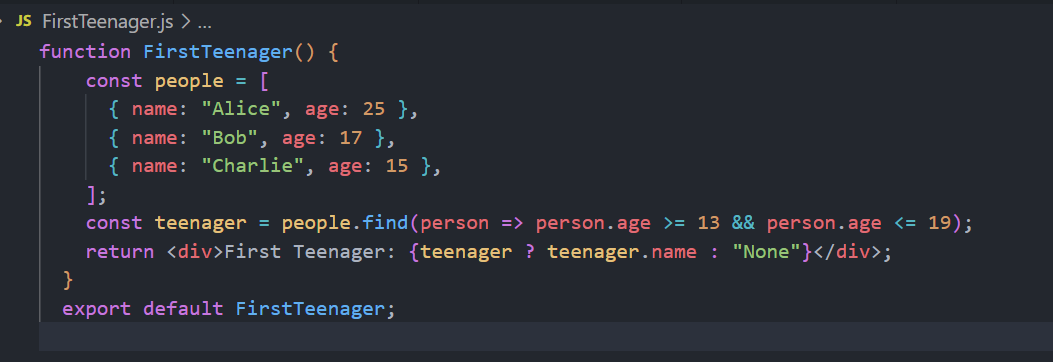 JS FirstTeenager.js > ...
function FirstTeenager() {
const people = [
{ name: "Alice", age: 25 },
{ name: "Bob", age: 17 },
{ name: "Charlie", age: 15 },
];
const teenager = people.find(person => person.age >= 13 && person.age <= 19);
return <div>First Teenager: {teenager ? teenager.name : "None"}</div>;
}
export default FirstTeenager;